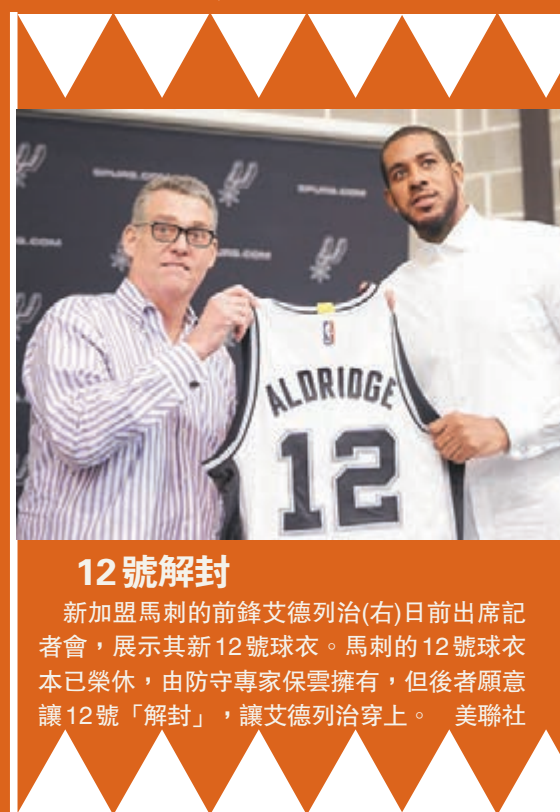 SPURS.COM
SPURS.COM
ALDRIDGE
12
12號解封
新加盟馬刺的前鋒艾德列治(右)日前出席記
者會，展示其新12號球衣。馬刺的12號球衣
本已榮休，由防守專家保雲擁有，但後者願意
讓12號「解封」，讓艾德列治穿上。　美聯社